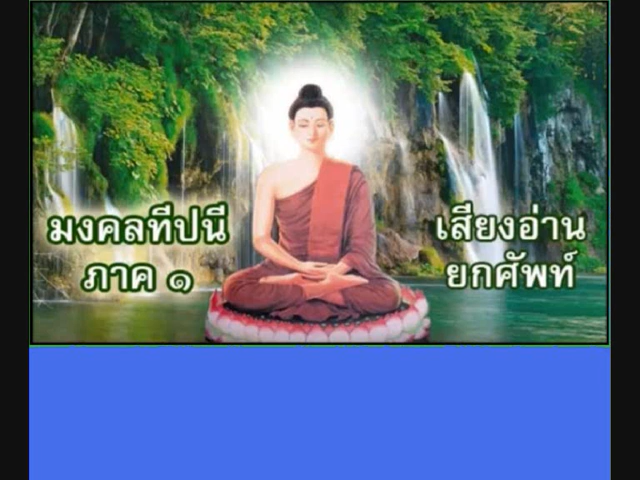 มงคลทีปนี
ภาค ๑
เสียงอ่าน
ยกศัพท์